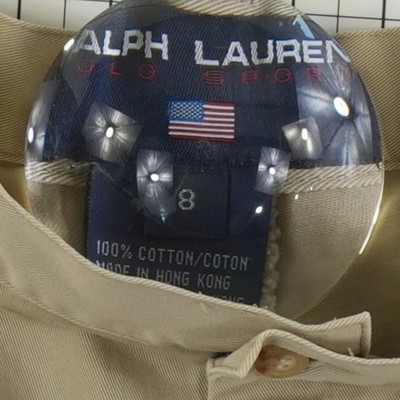 RALPH LAUREN
POLO SPORT
8
100% COTTON/COTON
MADE IN HONG KONG